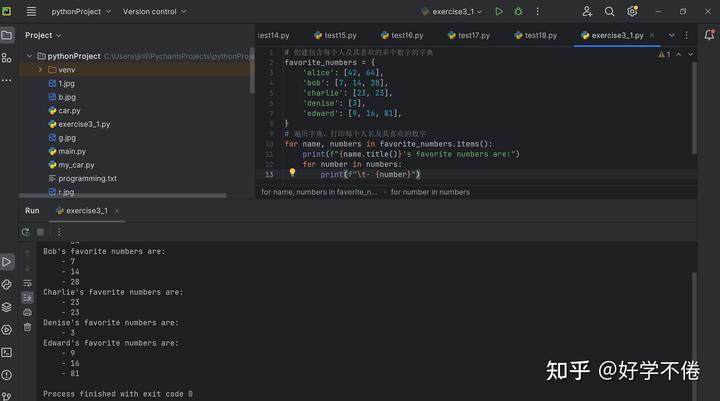 pythonProject
Version control
exercise3_1
Project
test14.py
test15.py
test16.py
test17.py
test18.py
exercise3_1.py
pythonProject C:\Users\jinli\PycharmProjects\pythonProje
venv
1.jpg
b.jpg
car.py
exercise3_1.py
g.jpg
main.py
my_car.py
programming.txt
r.jpg
1
1 # 创建包含每个人及其喜欢的多个数字的字典
2 favorite_numbers = {
3 'alice': [42, 64],
4 'bob': [7, 14, 28],
5 'charlie': [23, 23],
6 'denise': [3],
7 'edward': [9, 16, 81],
8 }
9 # 遍历字典，打印每个人名及其喜欢的数字
10 for name, numbers in favorite_numbers.items():
11 print(f"{name.title()}'s favorite numbers are:")
12 for number in numbers:
13 print(f"\t- {number}")
for name, numbers in favorite_n... › for number in numbers
Run
exercise3_1
Bob's favorite numbers are:
- 7
- 14
- 28
Charlie's favorite numbers are:
- 23
- 23
Denise's favorite numbers are:
- 3
Edward's favorite numbers are:
- 9
- 16
- 81
Process finished with exit code 0
知乎 @好学不倦